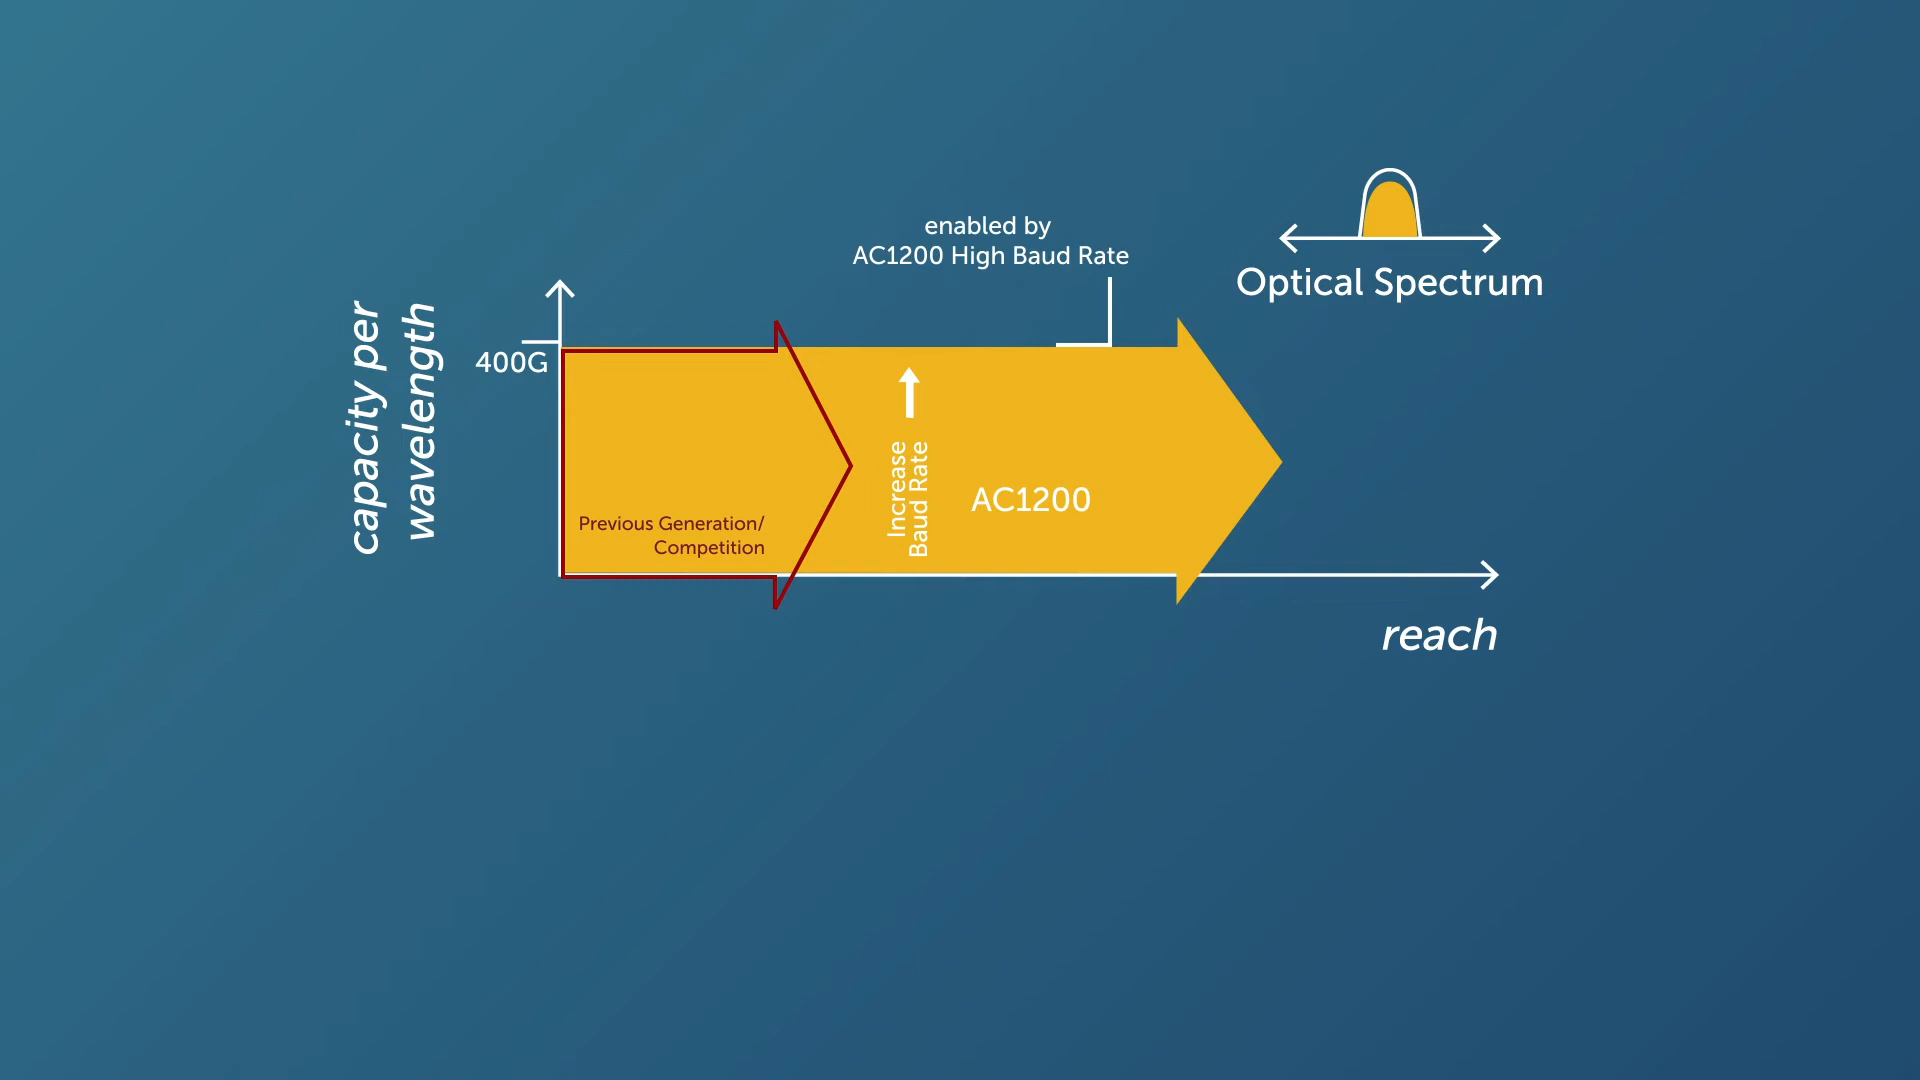 enabled by
AC1200 High Baud Rate
Optical Spectrum
capacity per
wavelength
400G
Increase
Baud Rate
AC1200
Previous Generation/
Competition
reach